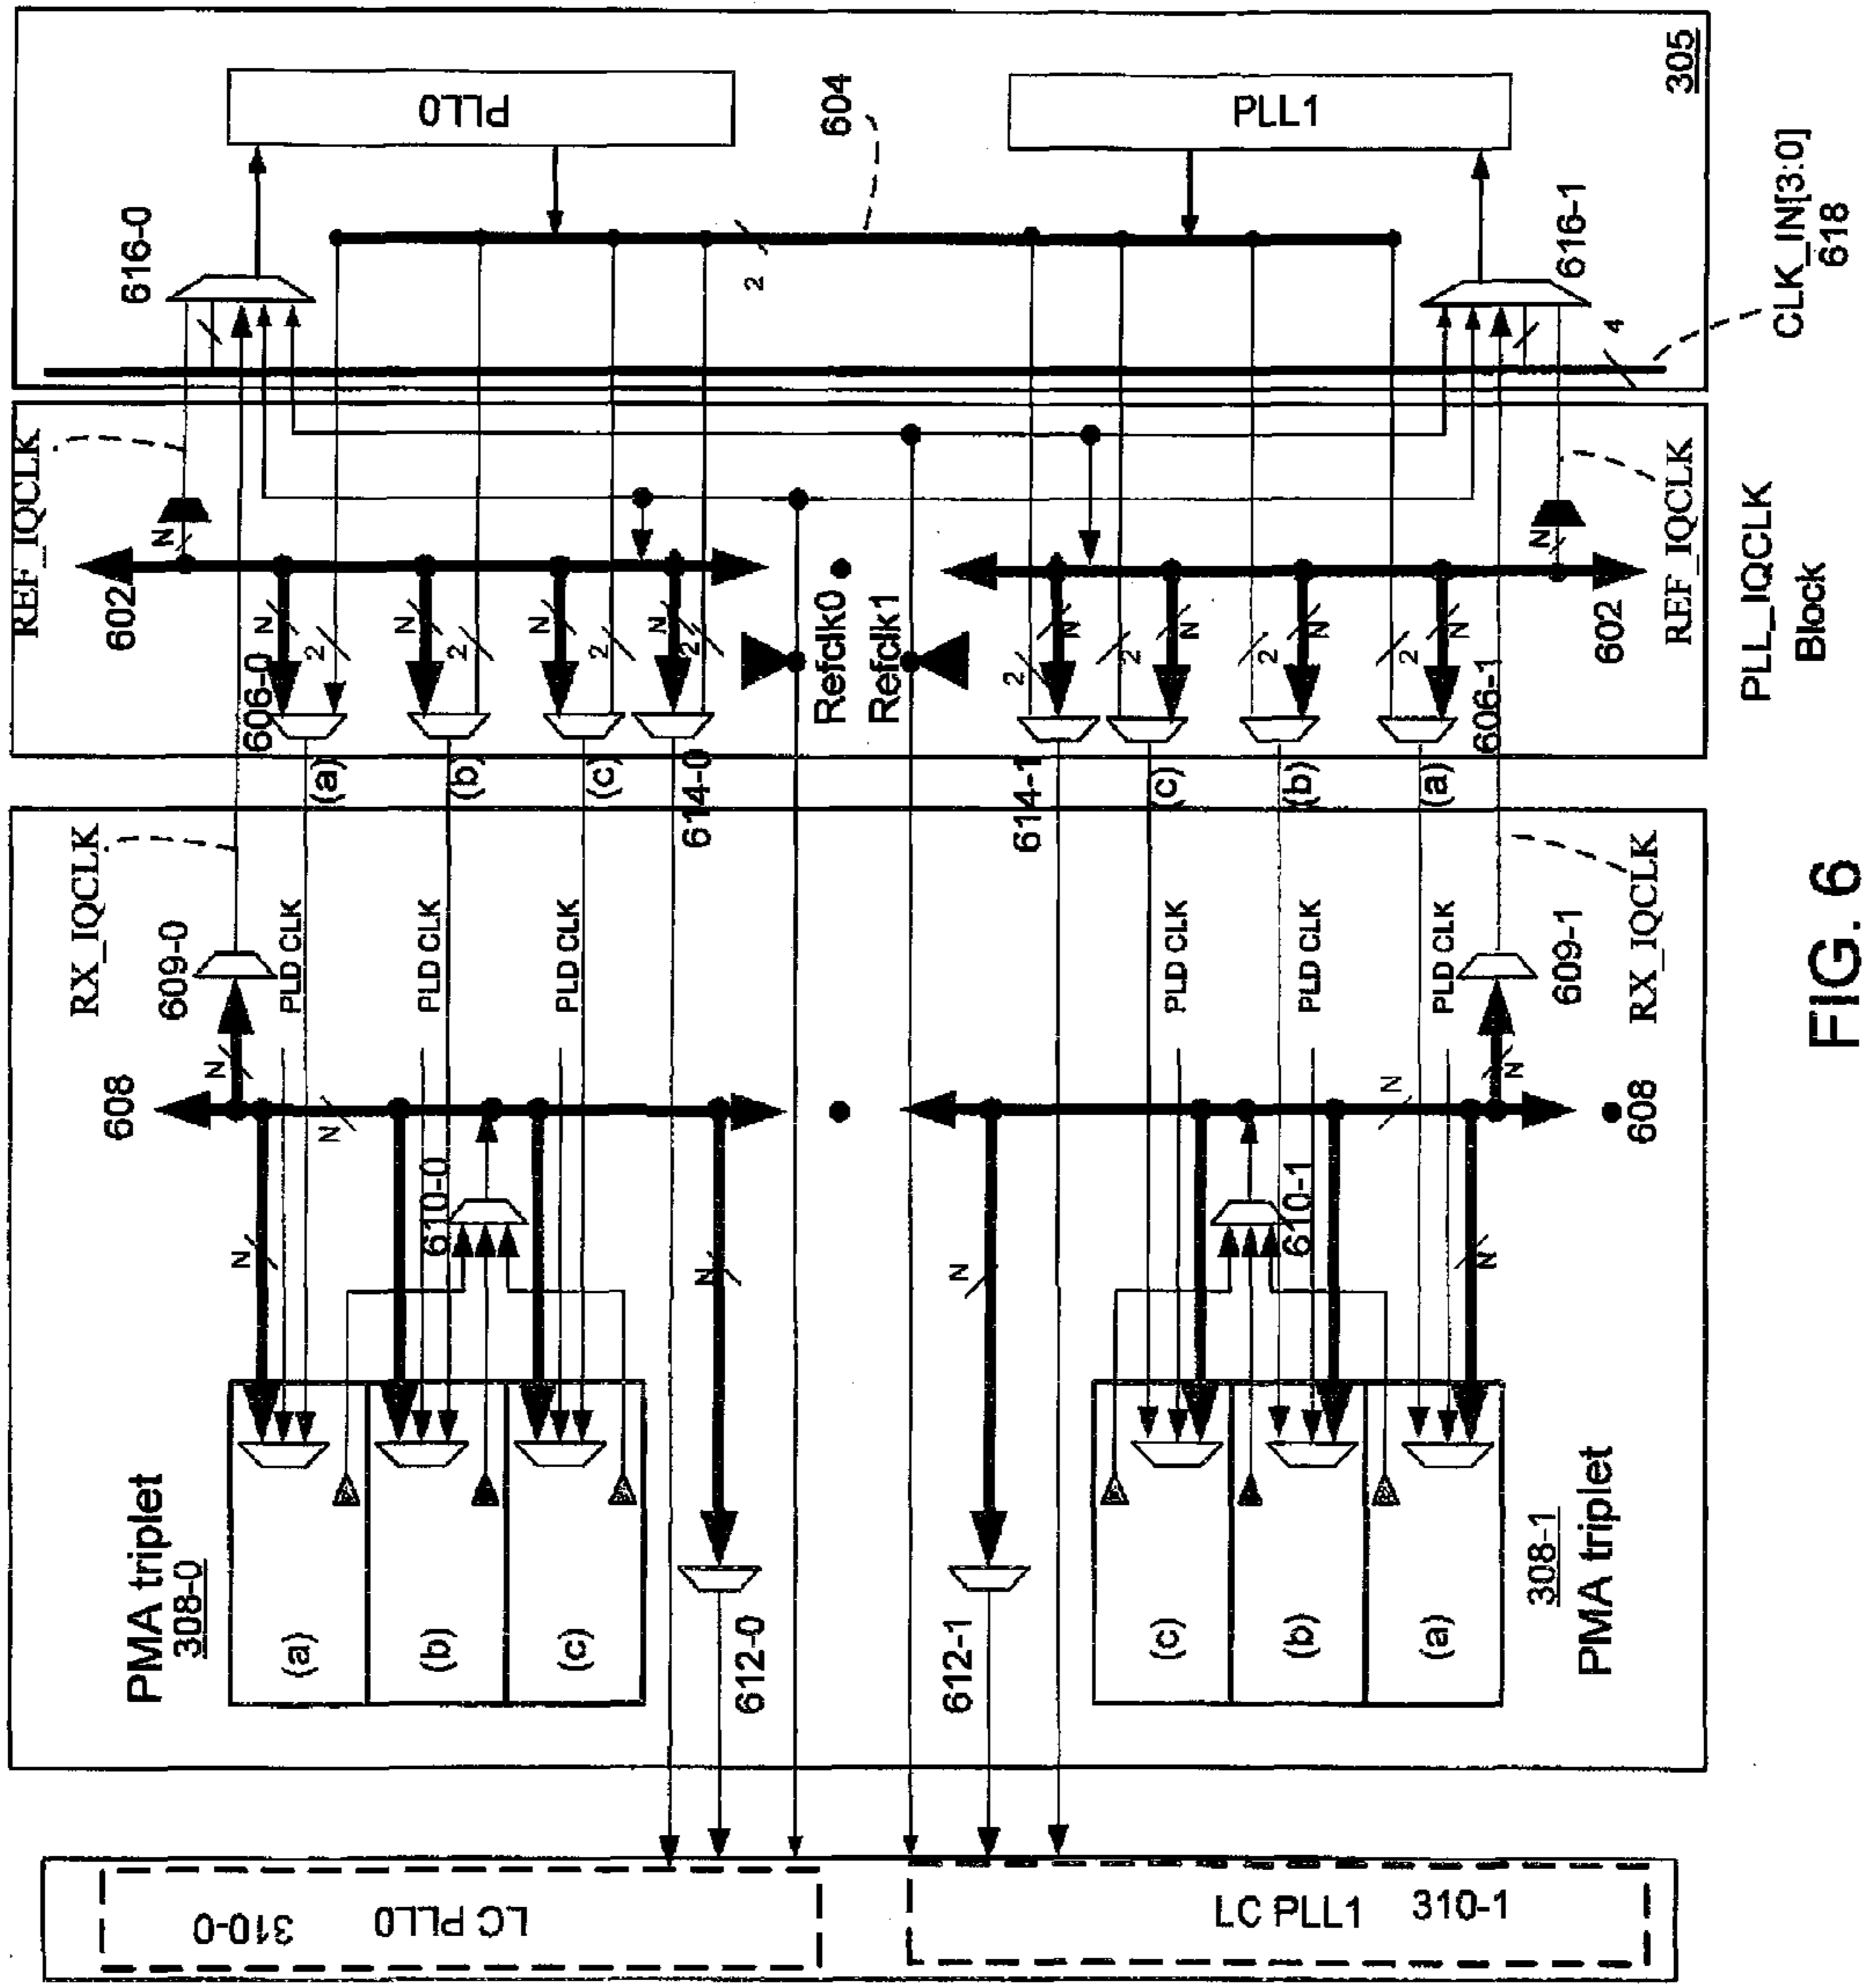 305
PLL0
604
PLL1
616-0
616-1
2
4
CLK_IN[3:0]
618
REF_IQCLK
REF_IQCLK
N
N
602
602
PLL_IQCLK
Block
N
N
N
N
N
N
N
N
2
2
2
2
2
2
2
2
Refclk0
Refclk1
606-0
606-1
(a)
(b)
(c)
614-0
614-1
(c)
(b)
(a)
RX_IQCLK
RX_IQCLK
609-0
609-1
PLD CLK
PLD CLK
PLD CLK
PLD CLK
PLD CLK
PLD CLK
N
N
608
608
N
N
610-0
610-1
N
N
N
N
PMA triplet
308-0
(a)
(b)
(c)
612-0
612-1
(c)
(b)
(a)
308-1
PMA triplet
LC PLL0
310-0
LC PLL1
310-1
FIG. 6